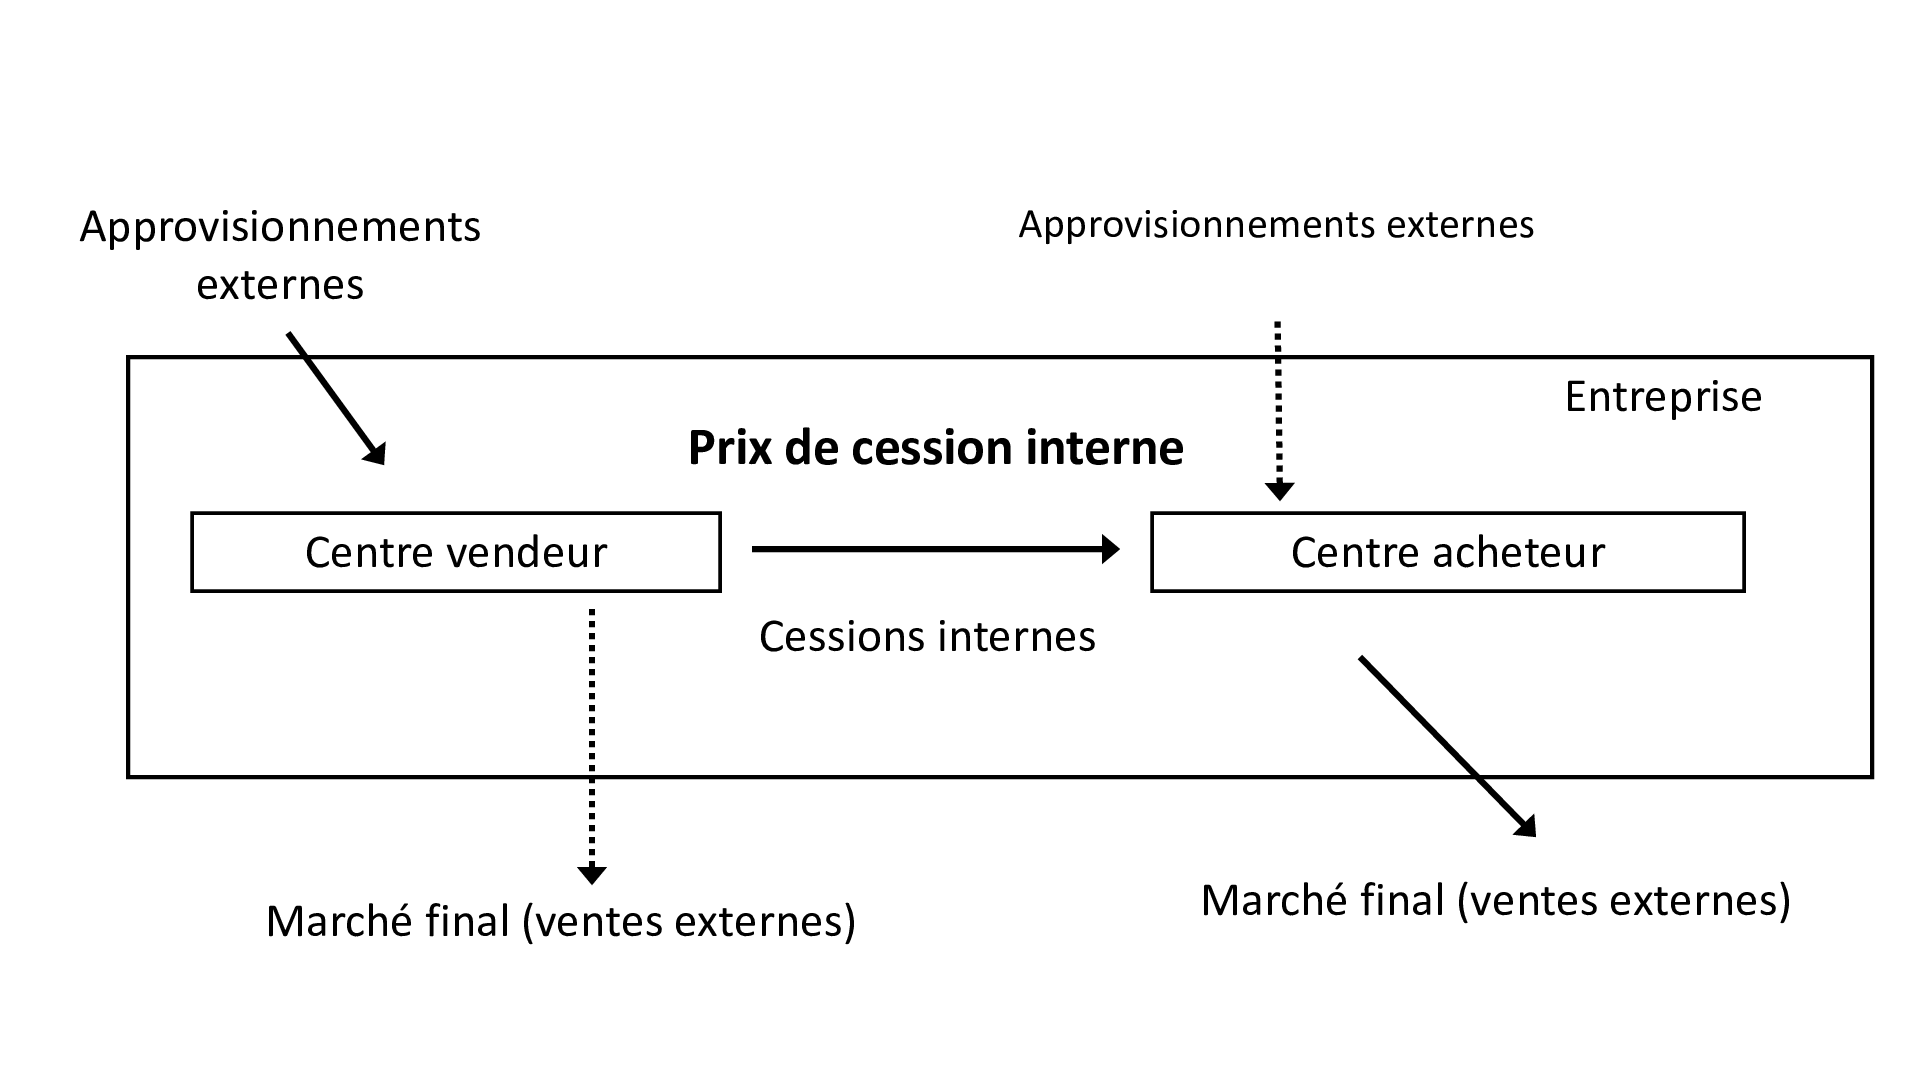 Approvisionnements
externes
Approvisionnements externes
Entreprise
Prix de cession interne
Centre vendeur
Centre acheteur
Cessions internes
Marché final (ventes externes)
Marché final (ventes externes)